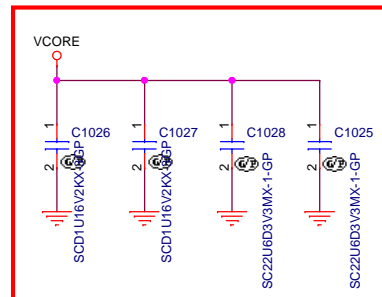 VCORE
1
C1026
2
SCD1U16V2KX-3GP
1
C1027
2
SCD1U16V2KX-3GP
1
C1028
G/P
2
SC22U6D3V3MX-1-GP
1
C1025
G/P
2
SC22U6D3V3MX-1-GP